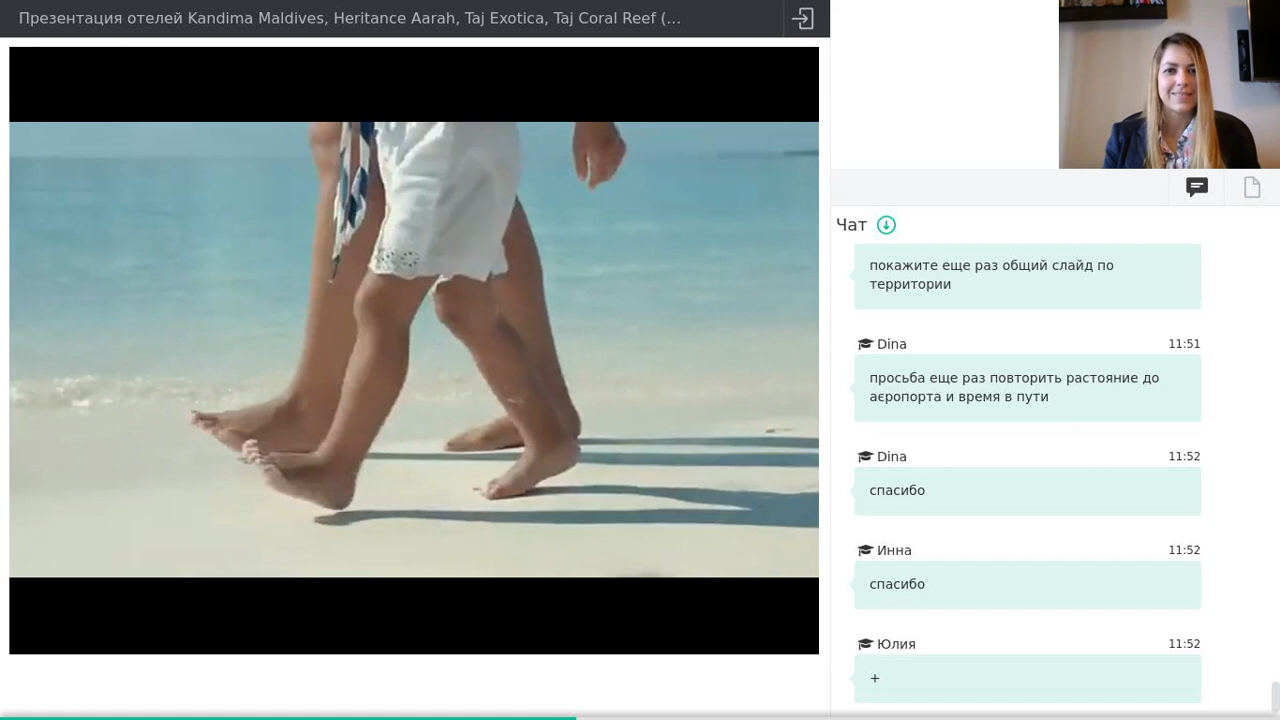 Презентация отелей Kandima Maldives, Heritance Aarah, Taj Exotica, Taj Coral Reef (...
Чат
покажите еще раз общий слайд по
территории
Dina 11:51
просьба еще раз повторить растояние до
аєропорта и время в пути
Dina 11:52
спасибо
Инна 11:52
спасибо
Юлия 11:52
+